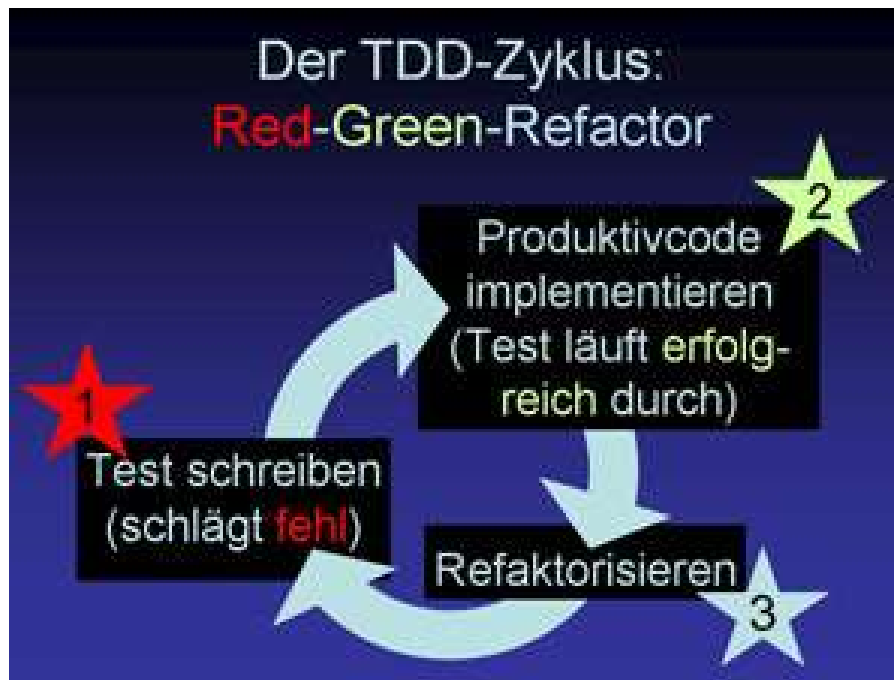 Der TDD-Zyklus:
Red-Green-Refactor
1
Test schreiben
(schlägt fehl)
2
Produktivcode
implementieren
(Test läuft erfolg-
reich durch)
Refaktorisieren
3